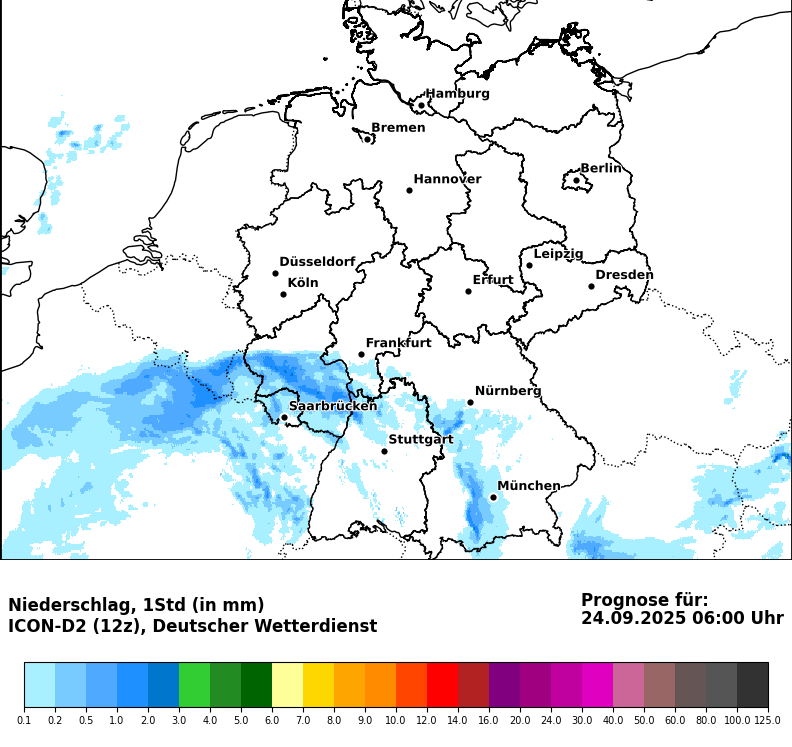 Hamburg
Bremen
Berlin
Hannover
Leipzig
Düsseldorf
Dresden
Köln
Erfurt
Frankfurt
Nürnberg
Saarbrücken
Stuttgart
München
Niederschlag, 1Std (in mm)
ICON-D2 (12z), Deutscher Wetterdienst
Prognose für:
24.09.2025 06:00 Uhr
0.1 0.2 0.5 1.0 2.0 3.0 4.0 5.0 6.0 7.0 8.0 9.0 10.0 12.0 14.0 16.0 20.0 24.0 30.0 40.0 50.0 60.0 80.0 100.0 125.0